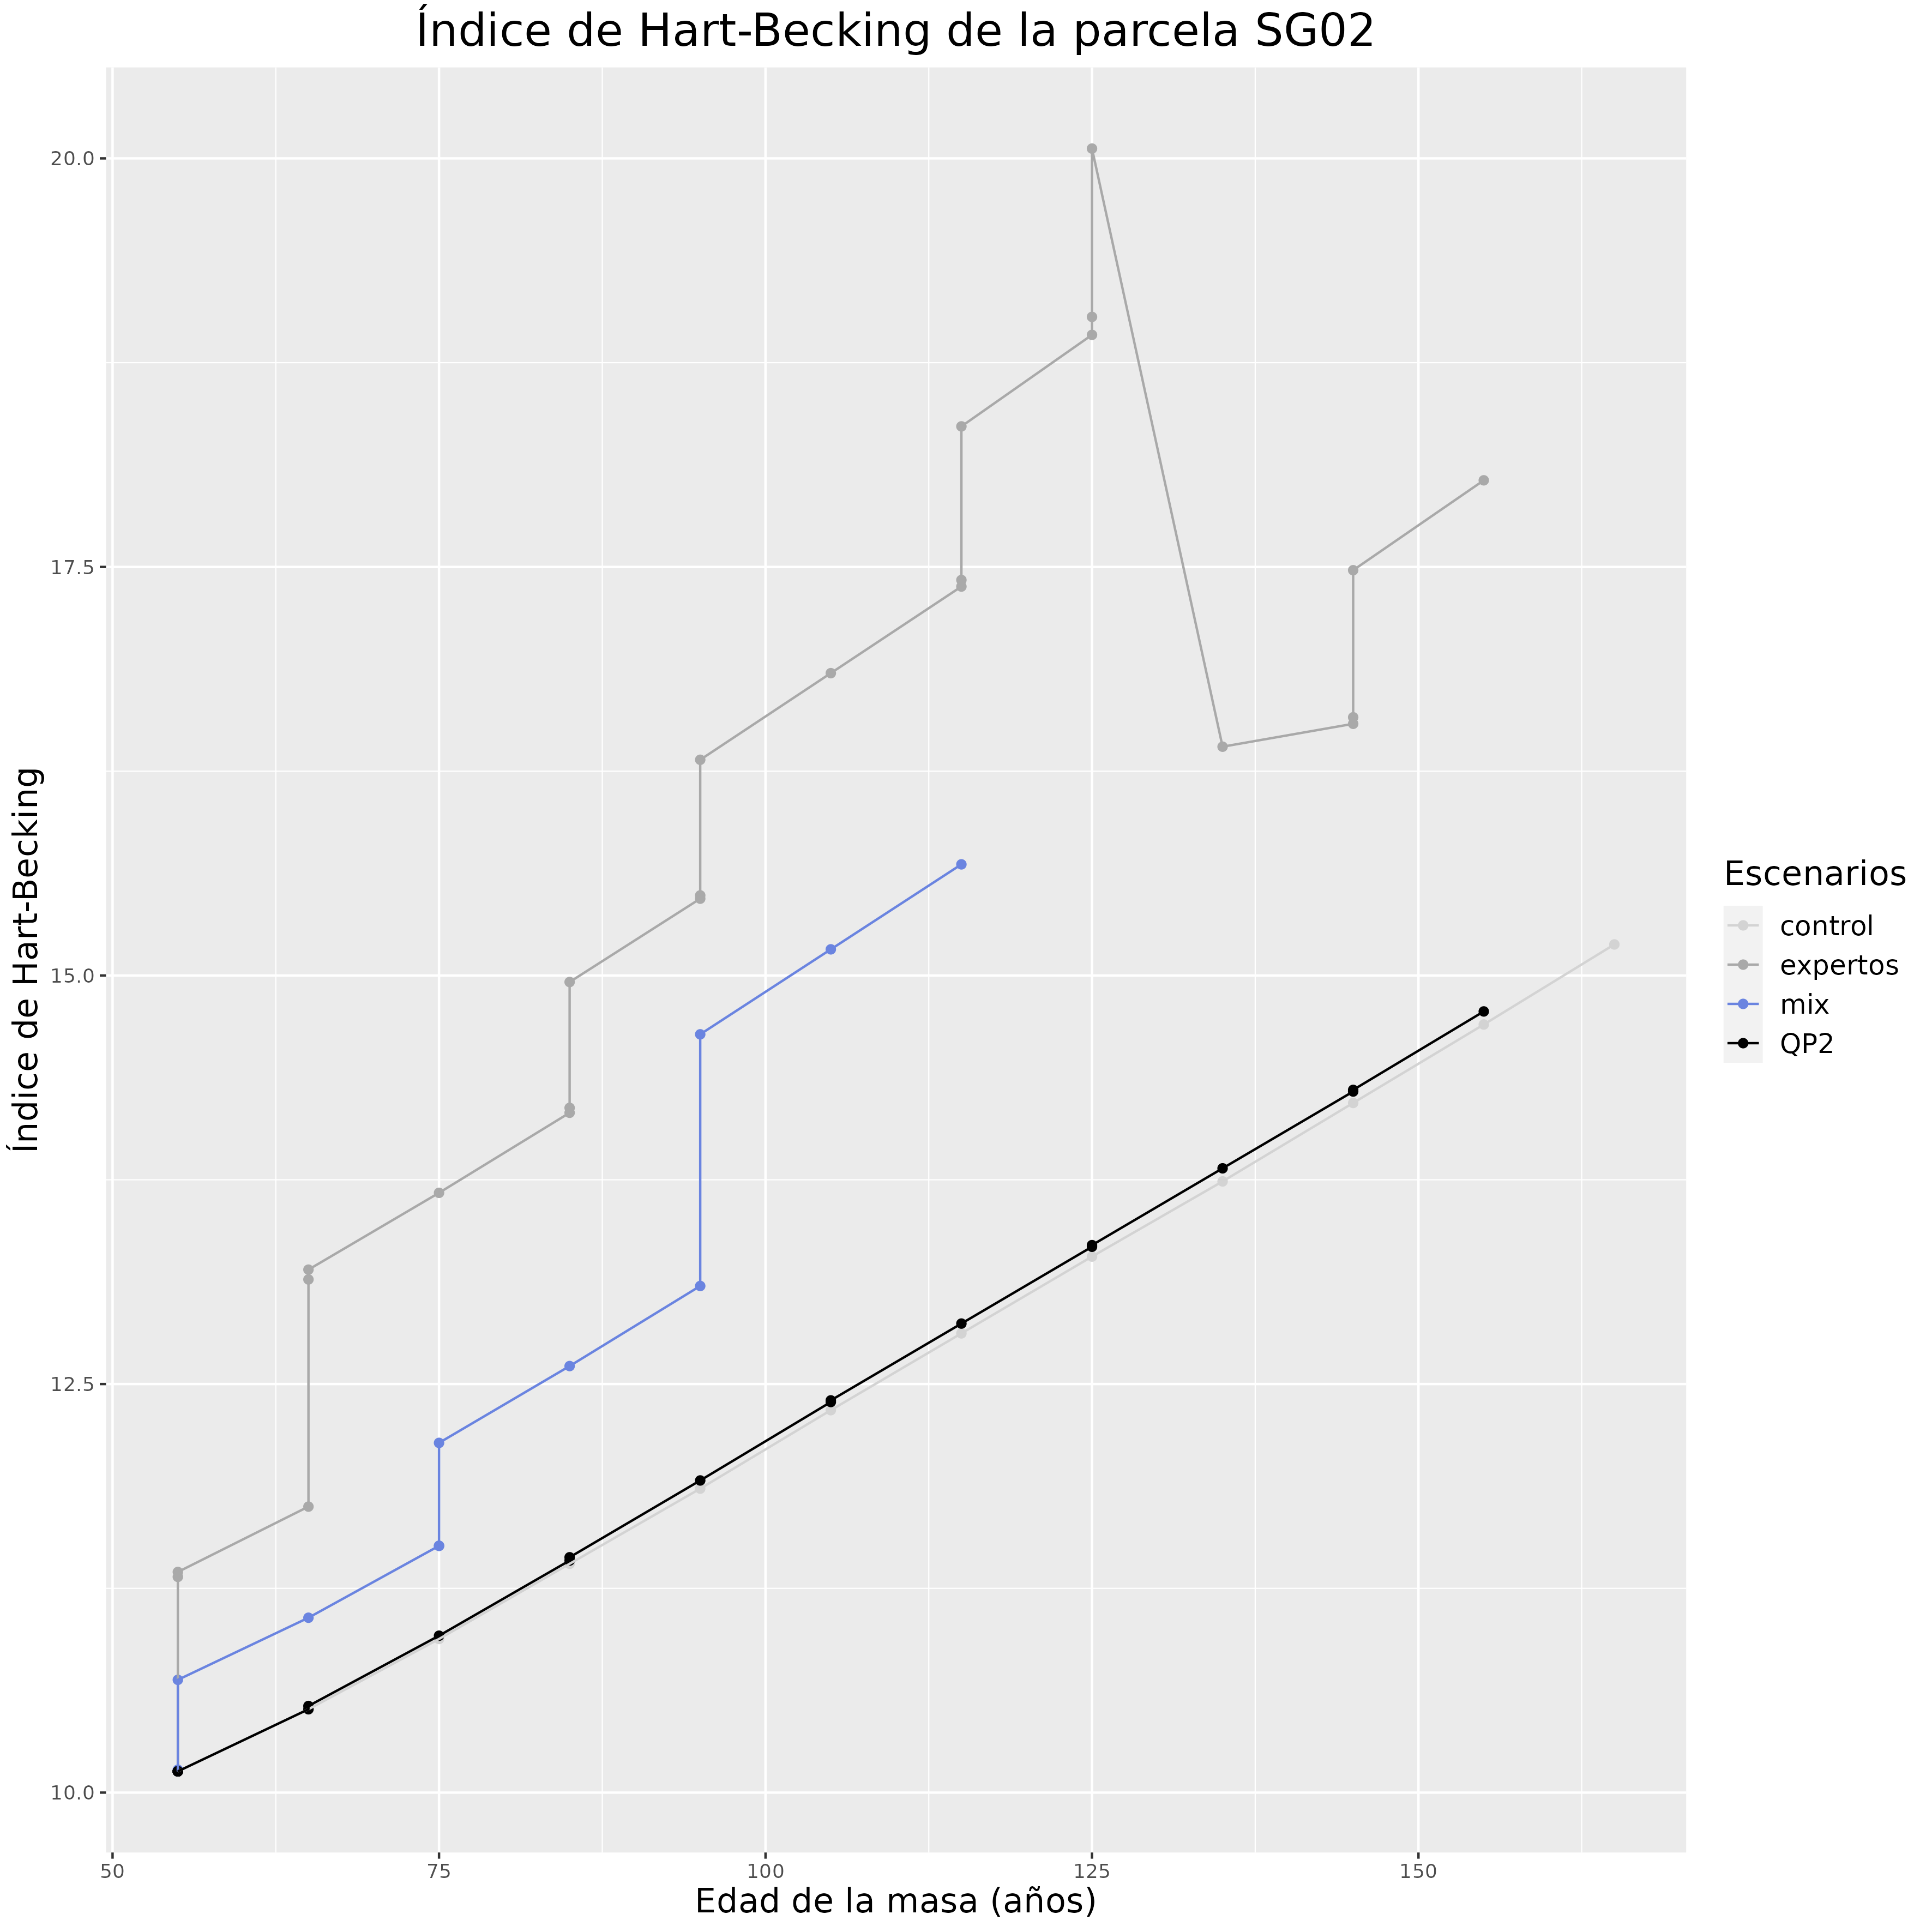 Índice de Hart-Becking de la parcela SG02
Índice de Hart-Becking
20.0
17.5
15.0
12.5
10.0
50
75
100
125
150
Edad de la masa (años)
Escenarios
control
expertos
mix
QP2